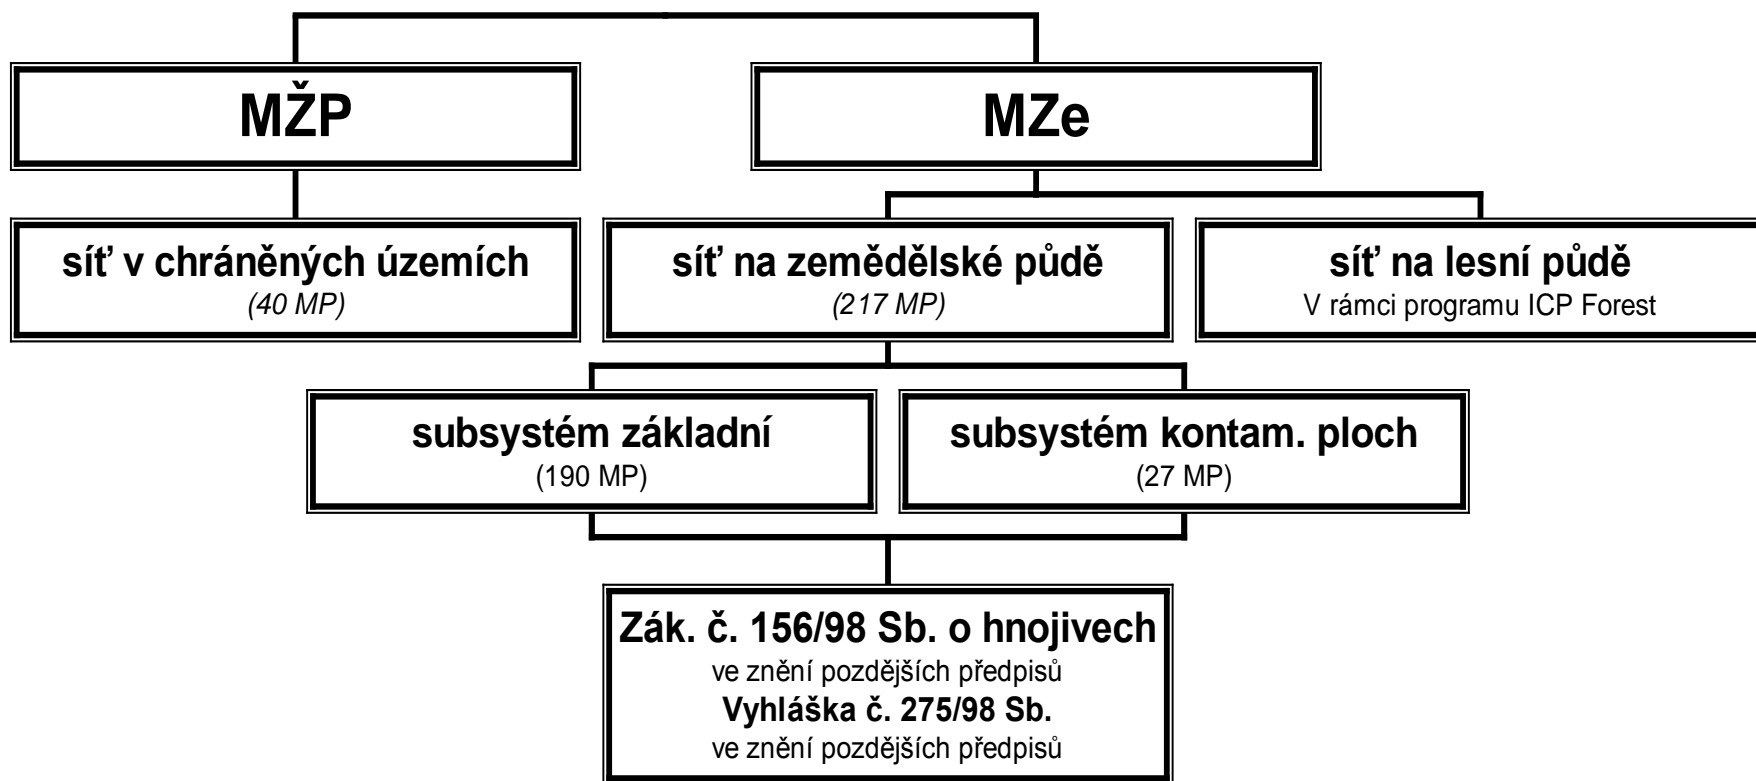 MŽP
MZe
síť v chráněných územích
(40 MP)
síť na zemědělské půdě
(217 MP)
síť na lesní půdě
V rámci programu ICP Forest
subsystém základní
(190 MP)
subsystém kontam. ploch
(27 MP)
Zák. č. 156/98 Sb. o hnojivech
ve znění pozdějších předpisů
Vyhláška č. 275/98 Sb.
ve znění pozdějších předpisů